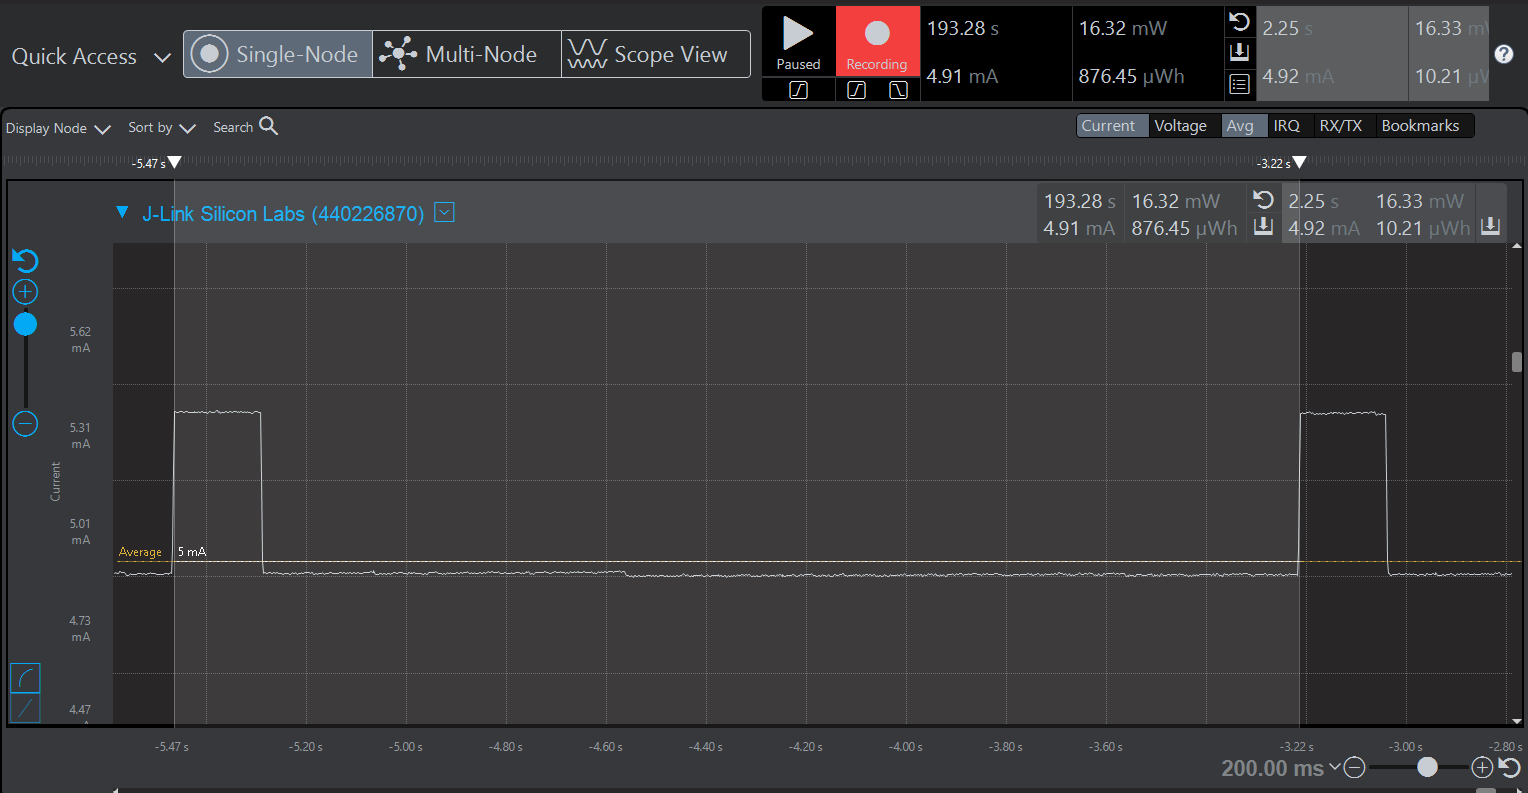 Quick Access
Single-Node
Multi-Node
Scope View
Paused
Recording
193.28 s
16.32 mW
4.91 mA
876.45 µWh
2.25 s
16.33 mW
4.92 mA
10.21 µW
?
Display Node
Sort by
Search
Current
Voltage
Avg
IRQ
RX/TX
Bookmarks
-5.47 s
-3.22 s
J-Link Silicon Labs (440226870)
193.28 s
16.32 mW
2.25 s
16.33 mW
4.91 mA
876.45 µWh
4.92 mA
10.21 µWh
5.62
mA
5.31
mA
Current
5.01
mA
Average
5 mA
4.73
mA
4.47
-5.47 s
-5.20 s
-5.00 s
-4.80 s
-4.60 s
-4.40 s
-4.20 s
-4.00 s
-3.80 s
-3.60 s
-3.22 s
-3.00 s
-2.80 s
200.00 ms